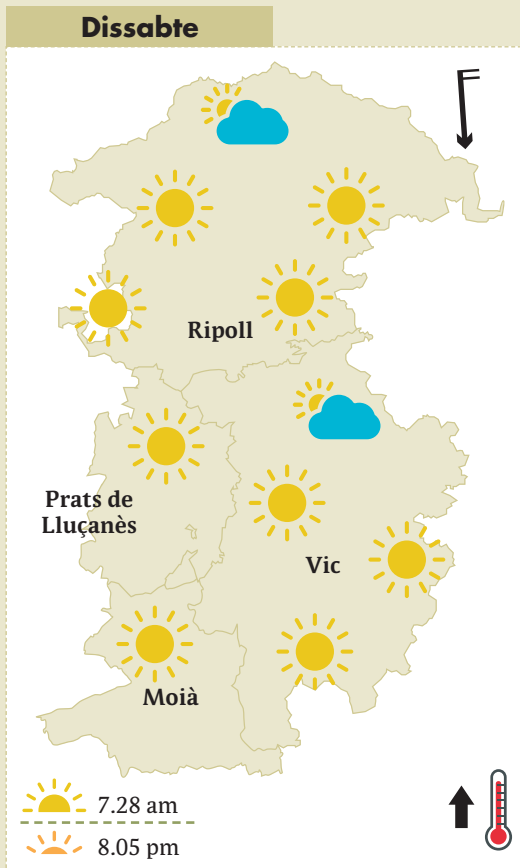 Dissabte
Ripoll
Prats de
Lluçanès
Vic
Moià
7.28 am
8.05 pm